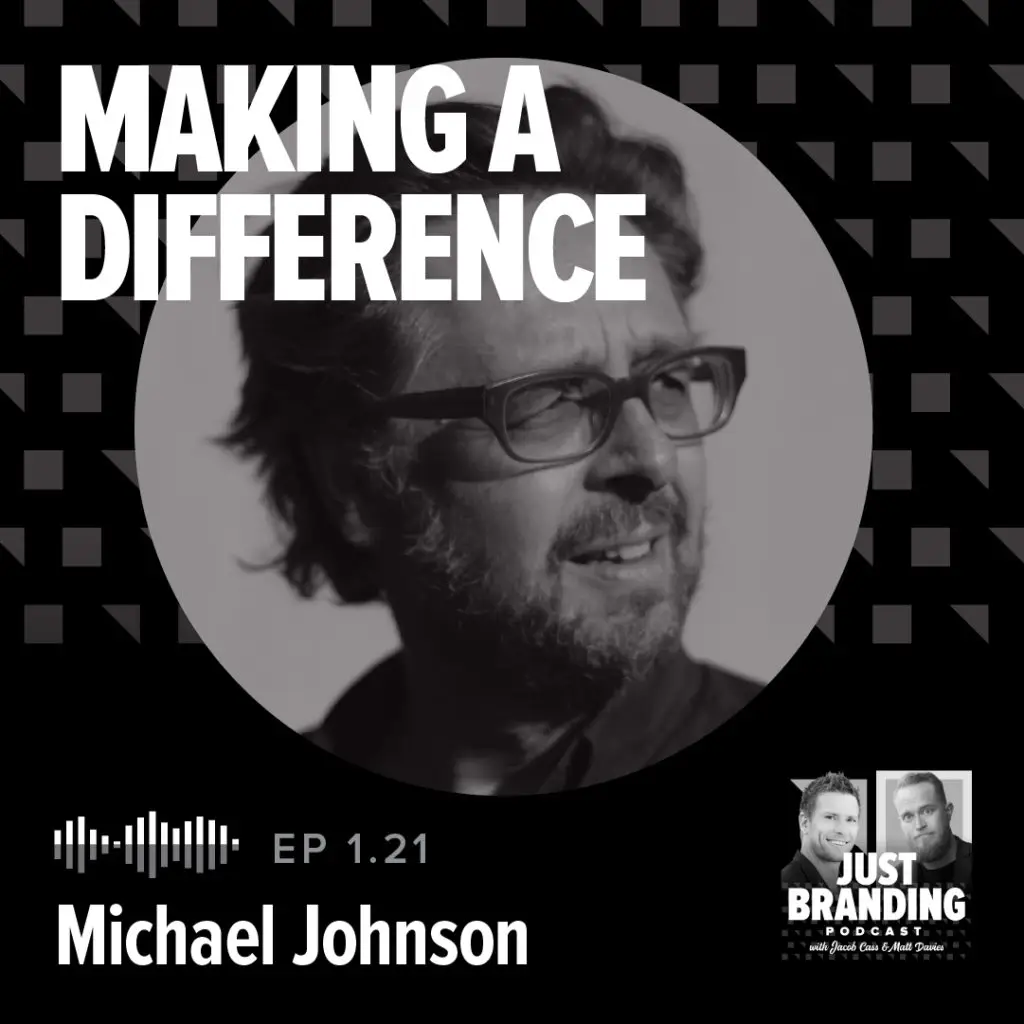 MAKING A
DIFFERENCE
EP 1.21
Michael Johnson
JUST
BRANDING
PODCAST
with Jacob Cass & Matt Davies